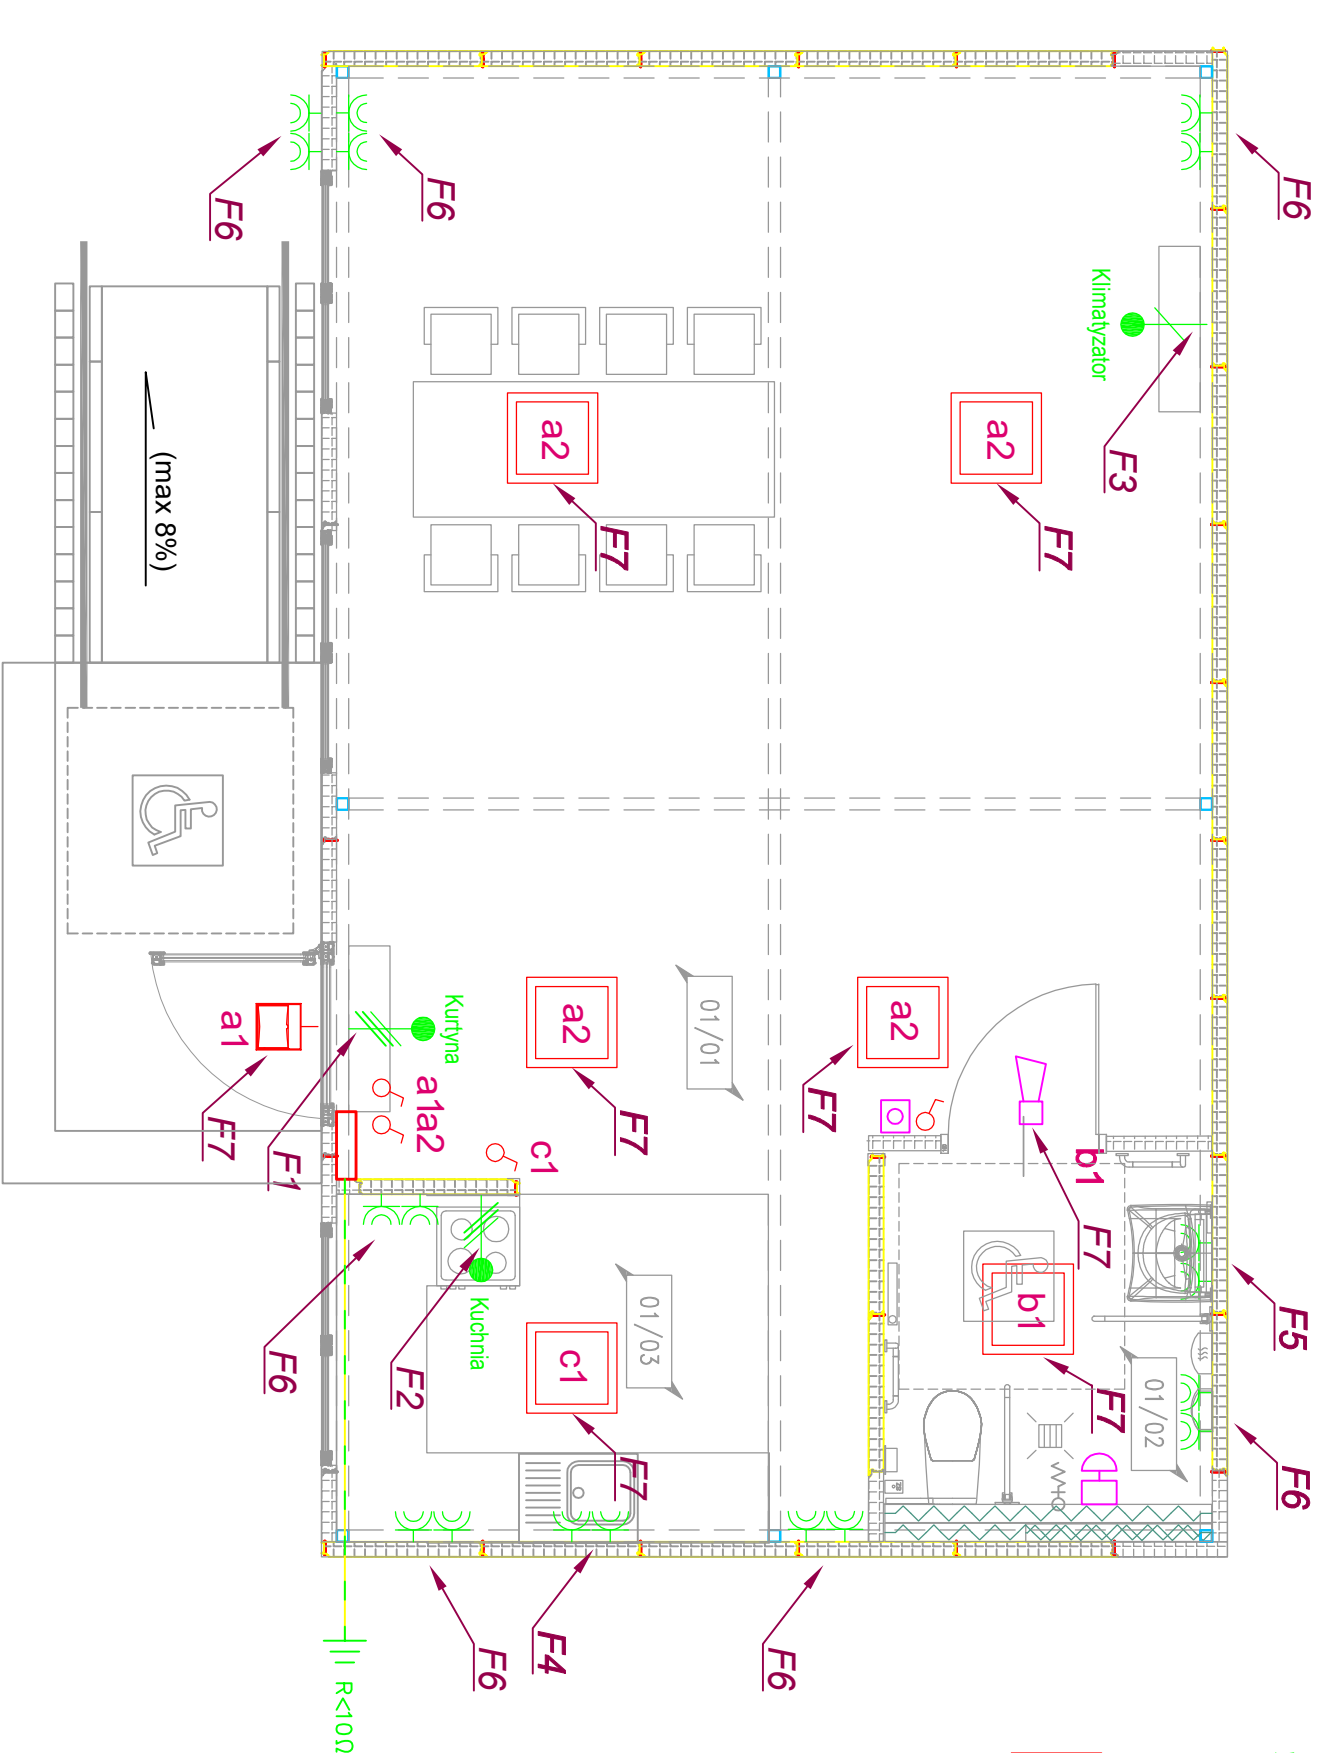 F6
F6
F6
Klimatyzator
F3
a2
F7
a2
F7
(max 8%)
a2
F7
a2
F7
01/01
Kurtyna
a1
F7
F1
a1a2
c1
b1
F7
b1
F7
F5
F6
01/02
01/03
Kuchnia
F2
F6
c1
F7
F4
F6
F6
R<10Ω